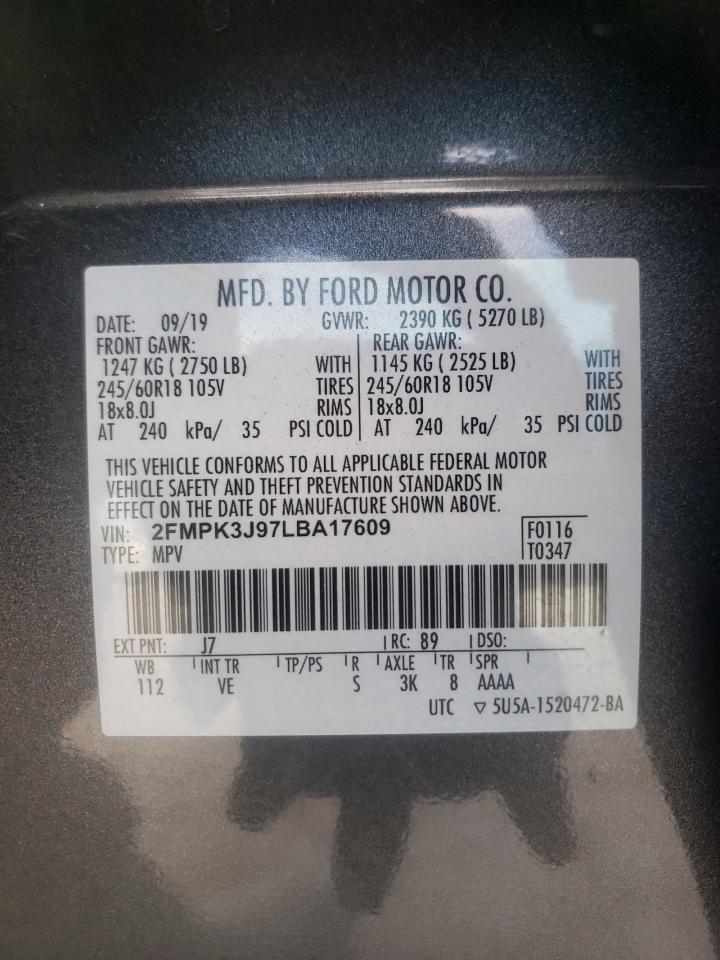 MFD. BY FORD MOTOR CO.
DATE: 09/19 GVWR: 2390 KG ( 5270 LB)
FRONT GAWR: REAR GAWR:
1247 KG ( 2750 LB) WITH 1145 KG ( 2525 LB) WITH
245/60R18 105V TIRES 245/60R18 105V TIRES
18x8.0J RIMS 18x8.0J RIMS
AT 240 kPa/ 35 PSI COLD AT 240 kPa/ 35 PSI COLD
THIS VEHICLE CONFORMS TO ALL APPLICABLE FEDERAL MOTOR
VEHICLE SAFETY AND THEFT PREVENTION STANDARDS IN
EFFECT ON THE DATE OF MANUFACTURE SHOWN ABOVE.
VIN: 2FMPK3J97LBA17609 F0116
TYPE: MPV T0347
EXT PNT: J7 RC: 89 DSO:
WB INT TR TP/PS R AXLE TR SPR
112 VE S 3K 8 AAAA
UTC ▽ 5U5A-1520472-BA